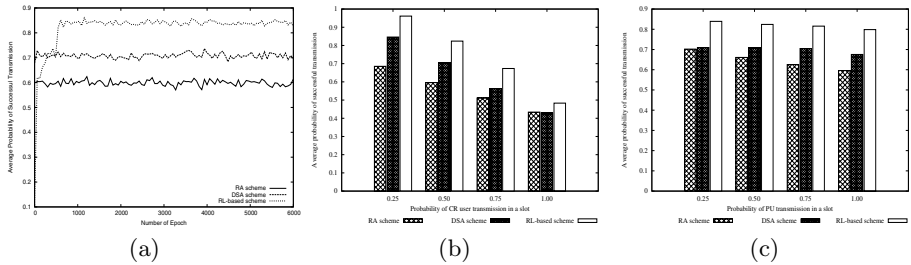 Average Probability of Successul Transmission
0.9
0.8
0.7
0.6
0.5
0.4
0.3
0.2
0.1
0
1000
2000
3000
4000
5000
6000
Number of Epoch
RA scheme
DSA scheme
RL-based scheme
(a)
Average probability of successful transmission
1
0.9
0.8
0.7
0.6
0.5
0.4
0.3
0.2
0.1
0
0.25
0.50
0.75
1.00
Probability of CR user transmission in a slot
RA scheme
DSA scheme
RL-based scheme
(b)
Average probability of successful transmission
0.9
0.8
0.7
0.6
0.5
0.4
0.3
0.2
0.1
0
0.25
0.50
0.75
1.00
Probability of PU transmission in a slot
RA scheme
DSA scheme
RL-based scheme
(c)